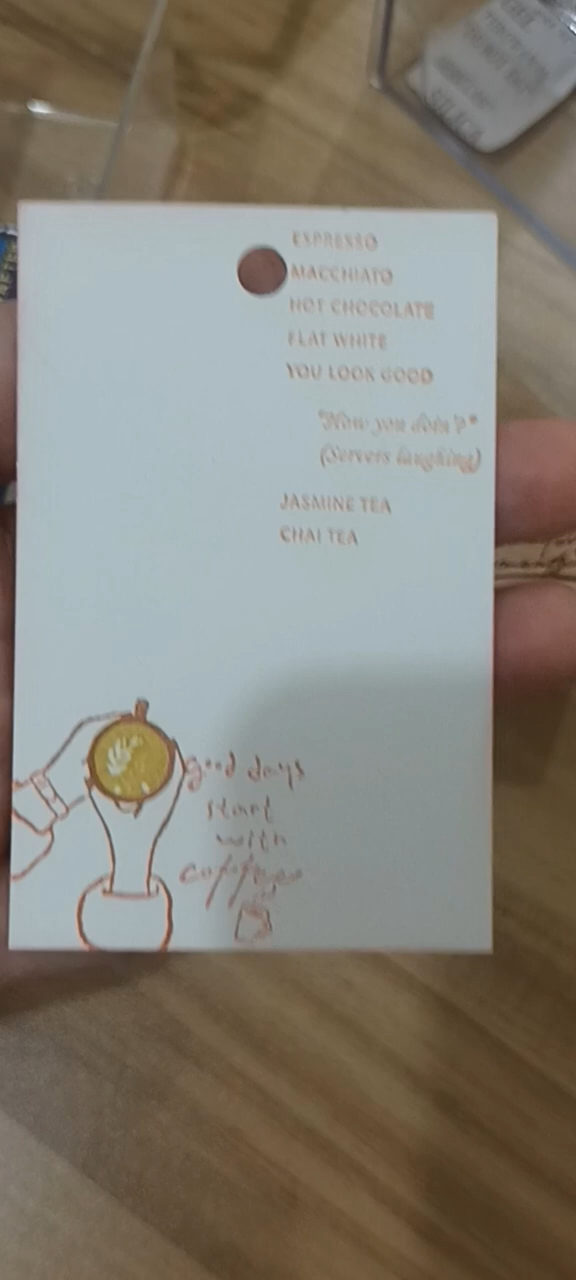 ESPRESSO
MACCHIATO
HOT CHOCOLATE
FLAT WHITE
YOU LOOK GOOD
"How you doin'?"
(Servers laughing)
JASMINE TEA
CHAI TEA
good days
start
with
coffee